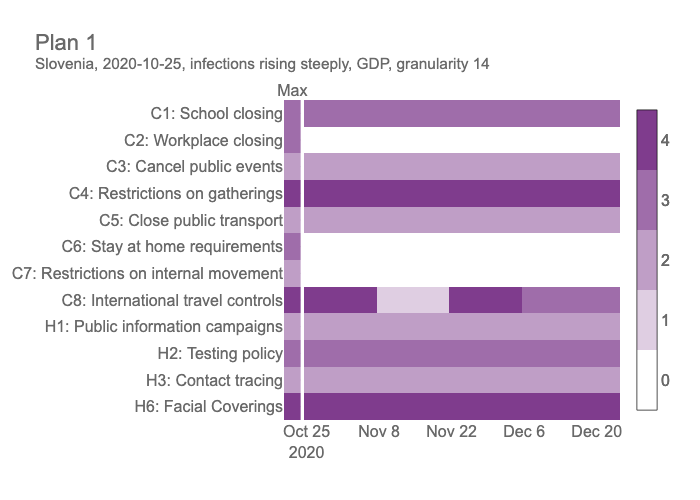 Plan 1
Slovenia, 2020-10-25, infections rising steeply, GDP, granularity 14
Max
C1: School closing
C2: Workplace closing
C3: Cancel public events
C4: Restrictions on gatherings
C5: Close public transport
C6: Stay at home requirements
C7: Restrictions on internal movement
C8: International travel controls
H1: Public information campaigns
H2: Testing policy
H3: Contact tracing
H6: Facial Coverings
Oct 25 Nov 8 Nov 22 Dec 6 Dec 20
2020
4
3
2
1
0